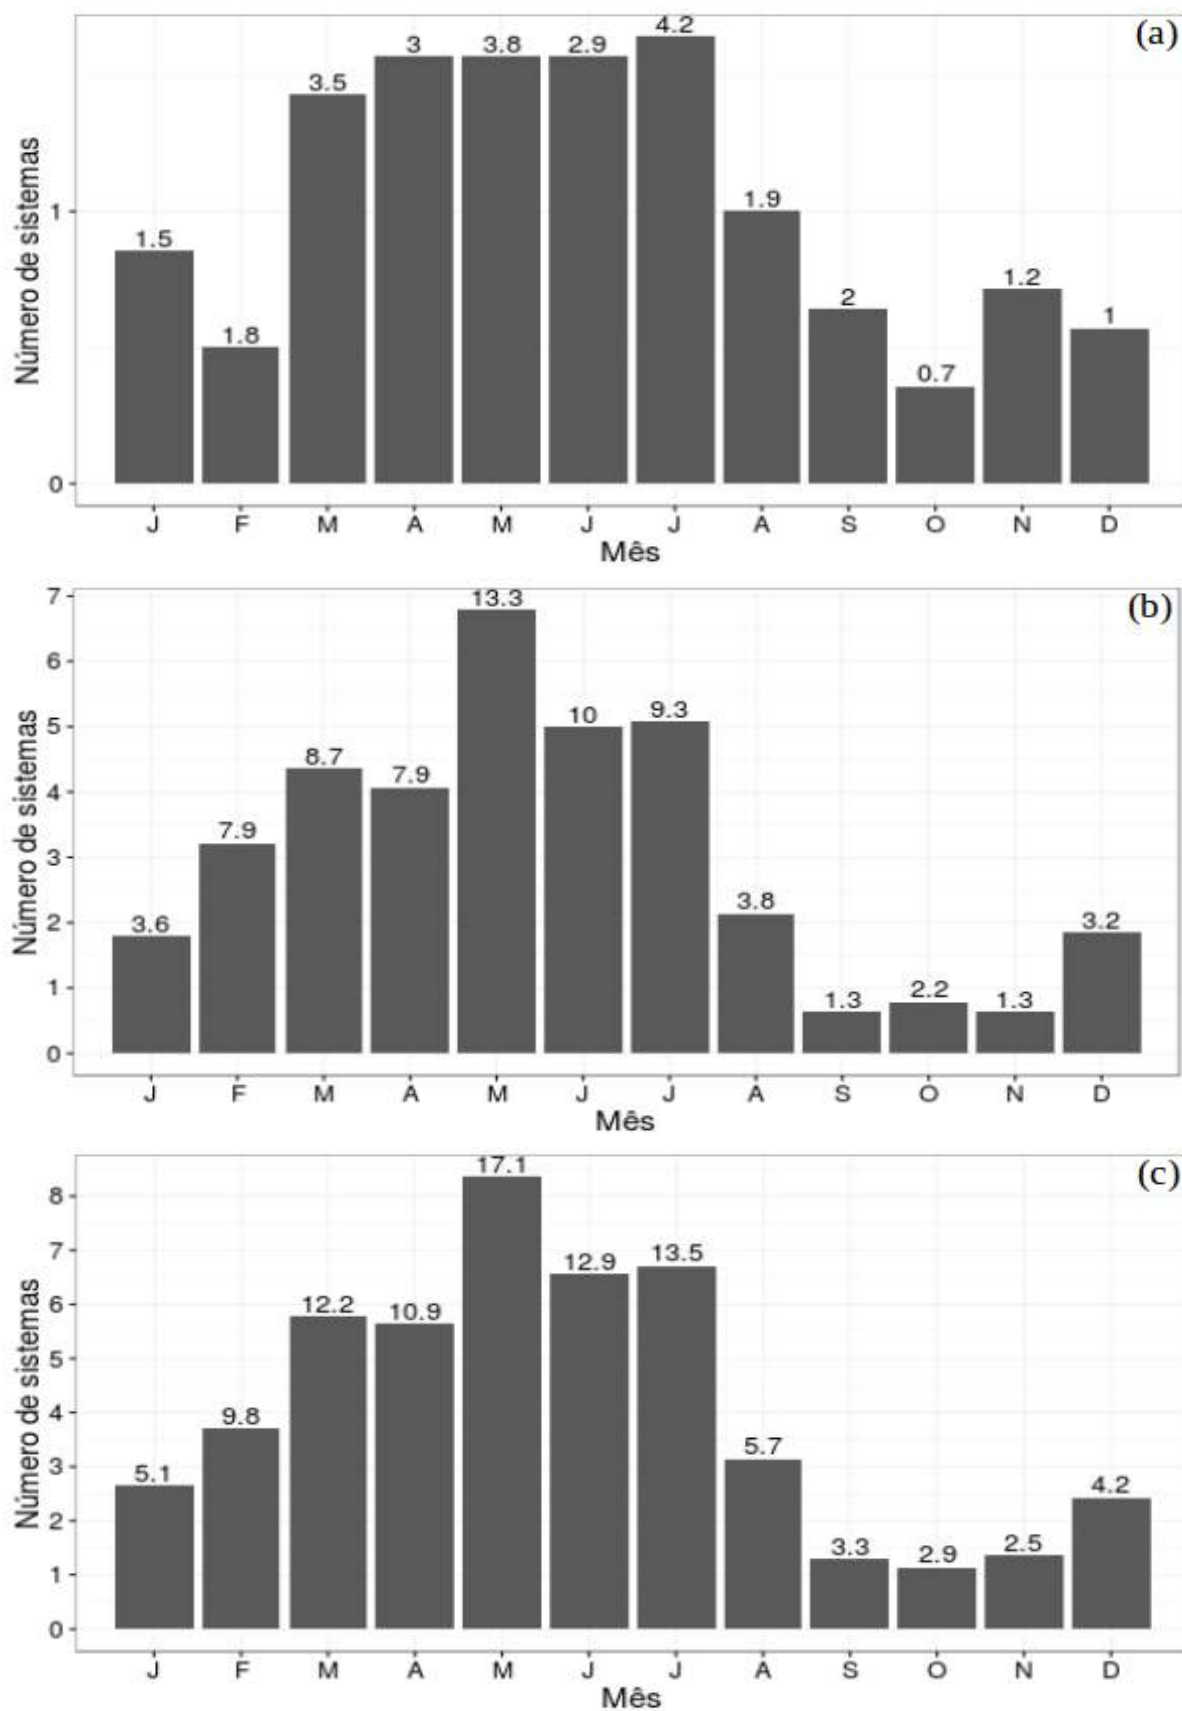 (a)
Número de sistemas
1
0
1.5 1.8 3.5 3 3.8 2.9 4.2 1.9 2 0.7 1.2 1
J F M A M J J A S O N D
Mês
(b)
Número de sistemas
7
6
5
4
3
2
1
0
3.6 7.9 8.7 7.9 13.3 10 9.3 3.8 1.3 2.2 1.3 3.2
J F M A M J J A S O N D
Mês
(c)
Número de sistemas
8
7
6
5
4
3
2
1
0
5.1 9.8 12.2 10.9 17.1 12.9 13.5 5.7 3.3 2.9 2.5 4.2
J F M A M J J A S O N D
Mês